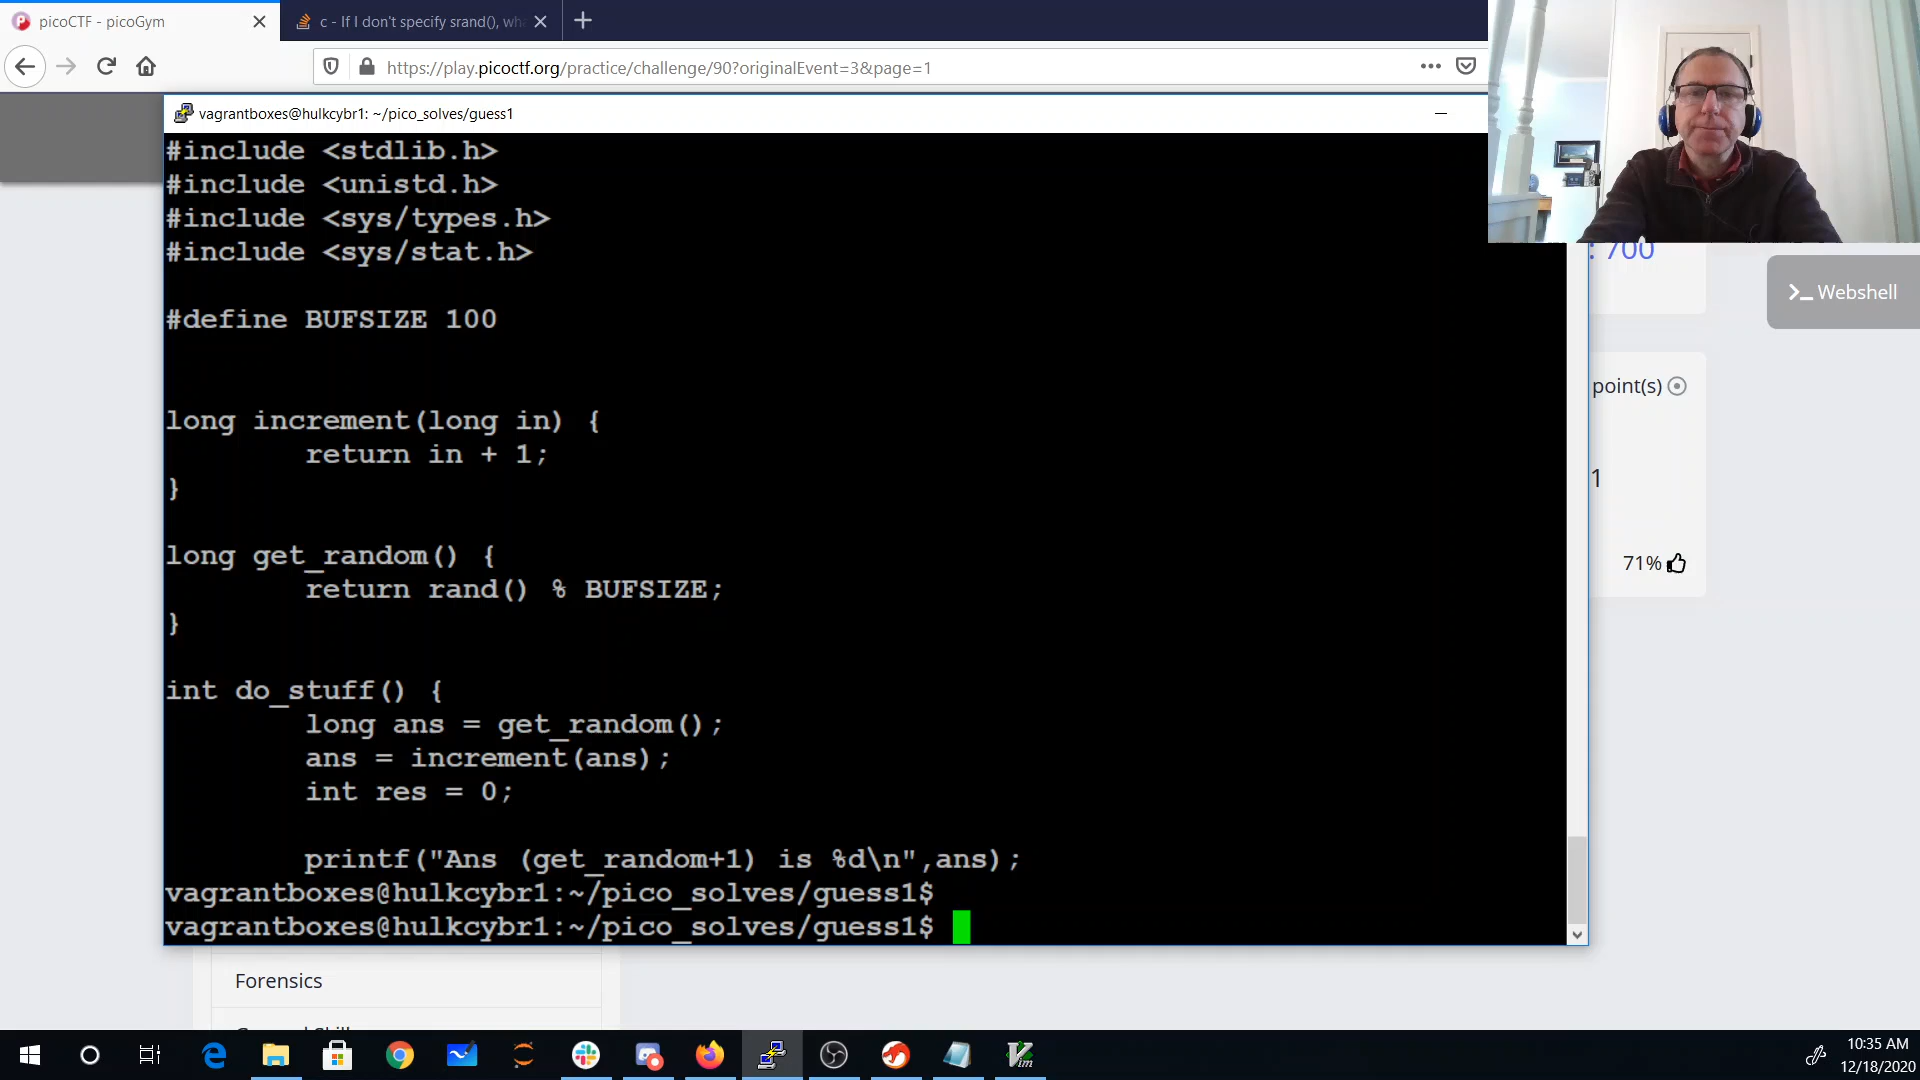 picoCTF - picoGym
c - If I don't specify srand(), wha
https://play.picoctf.org/practice/challenge/90?originalEvent=3&page=1
vagrantboxes@hulkcybr1: ~/pico_solves/guess1
#include <stdlib.h>
#include <unistd.h>
#include <sys/types.h>
#include <sys/stat.h>
#define BUFSIZE 100
long increment(long in) {
return in + 1;
}
long get_random() {
return rand() % BUFSIZE;
}
int do_stuff() {
long ans = get_random();
ans = increment(ans);
int res = 0;
printf("Ans (get_random+1) is %d\n",ans);
vagrantboxes@hulkcybr1:~/pico_solves/guess1$
vagrantboxes@hulkcybr1:~/pico_solves/guess1$
: 700
Webshell
point(s)
1
71%
Forensics
10:35 AM
12/18/2020